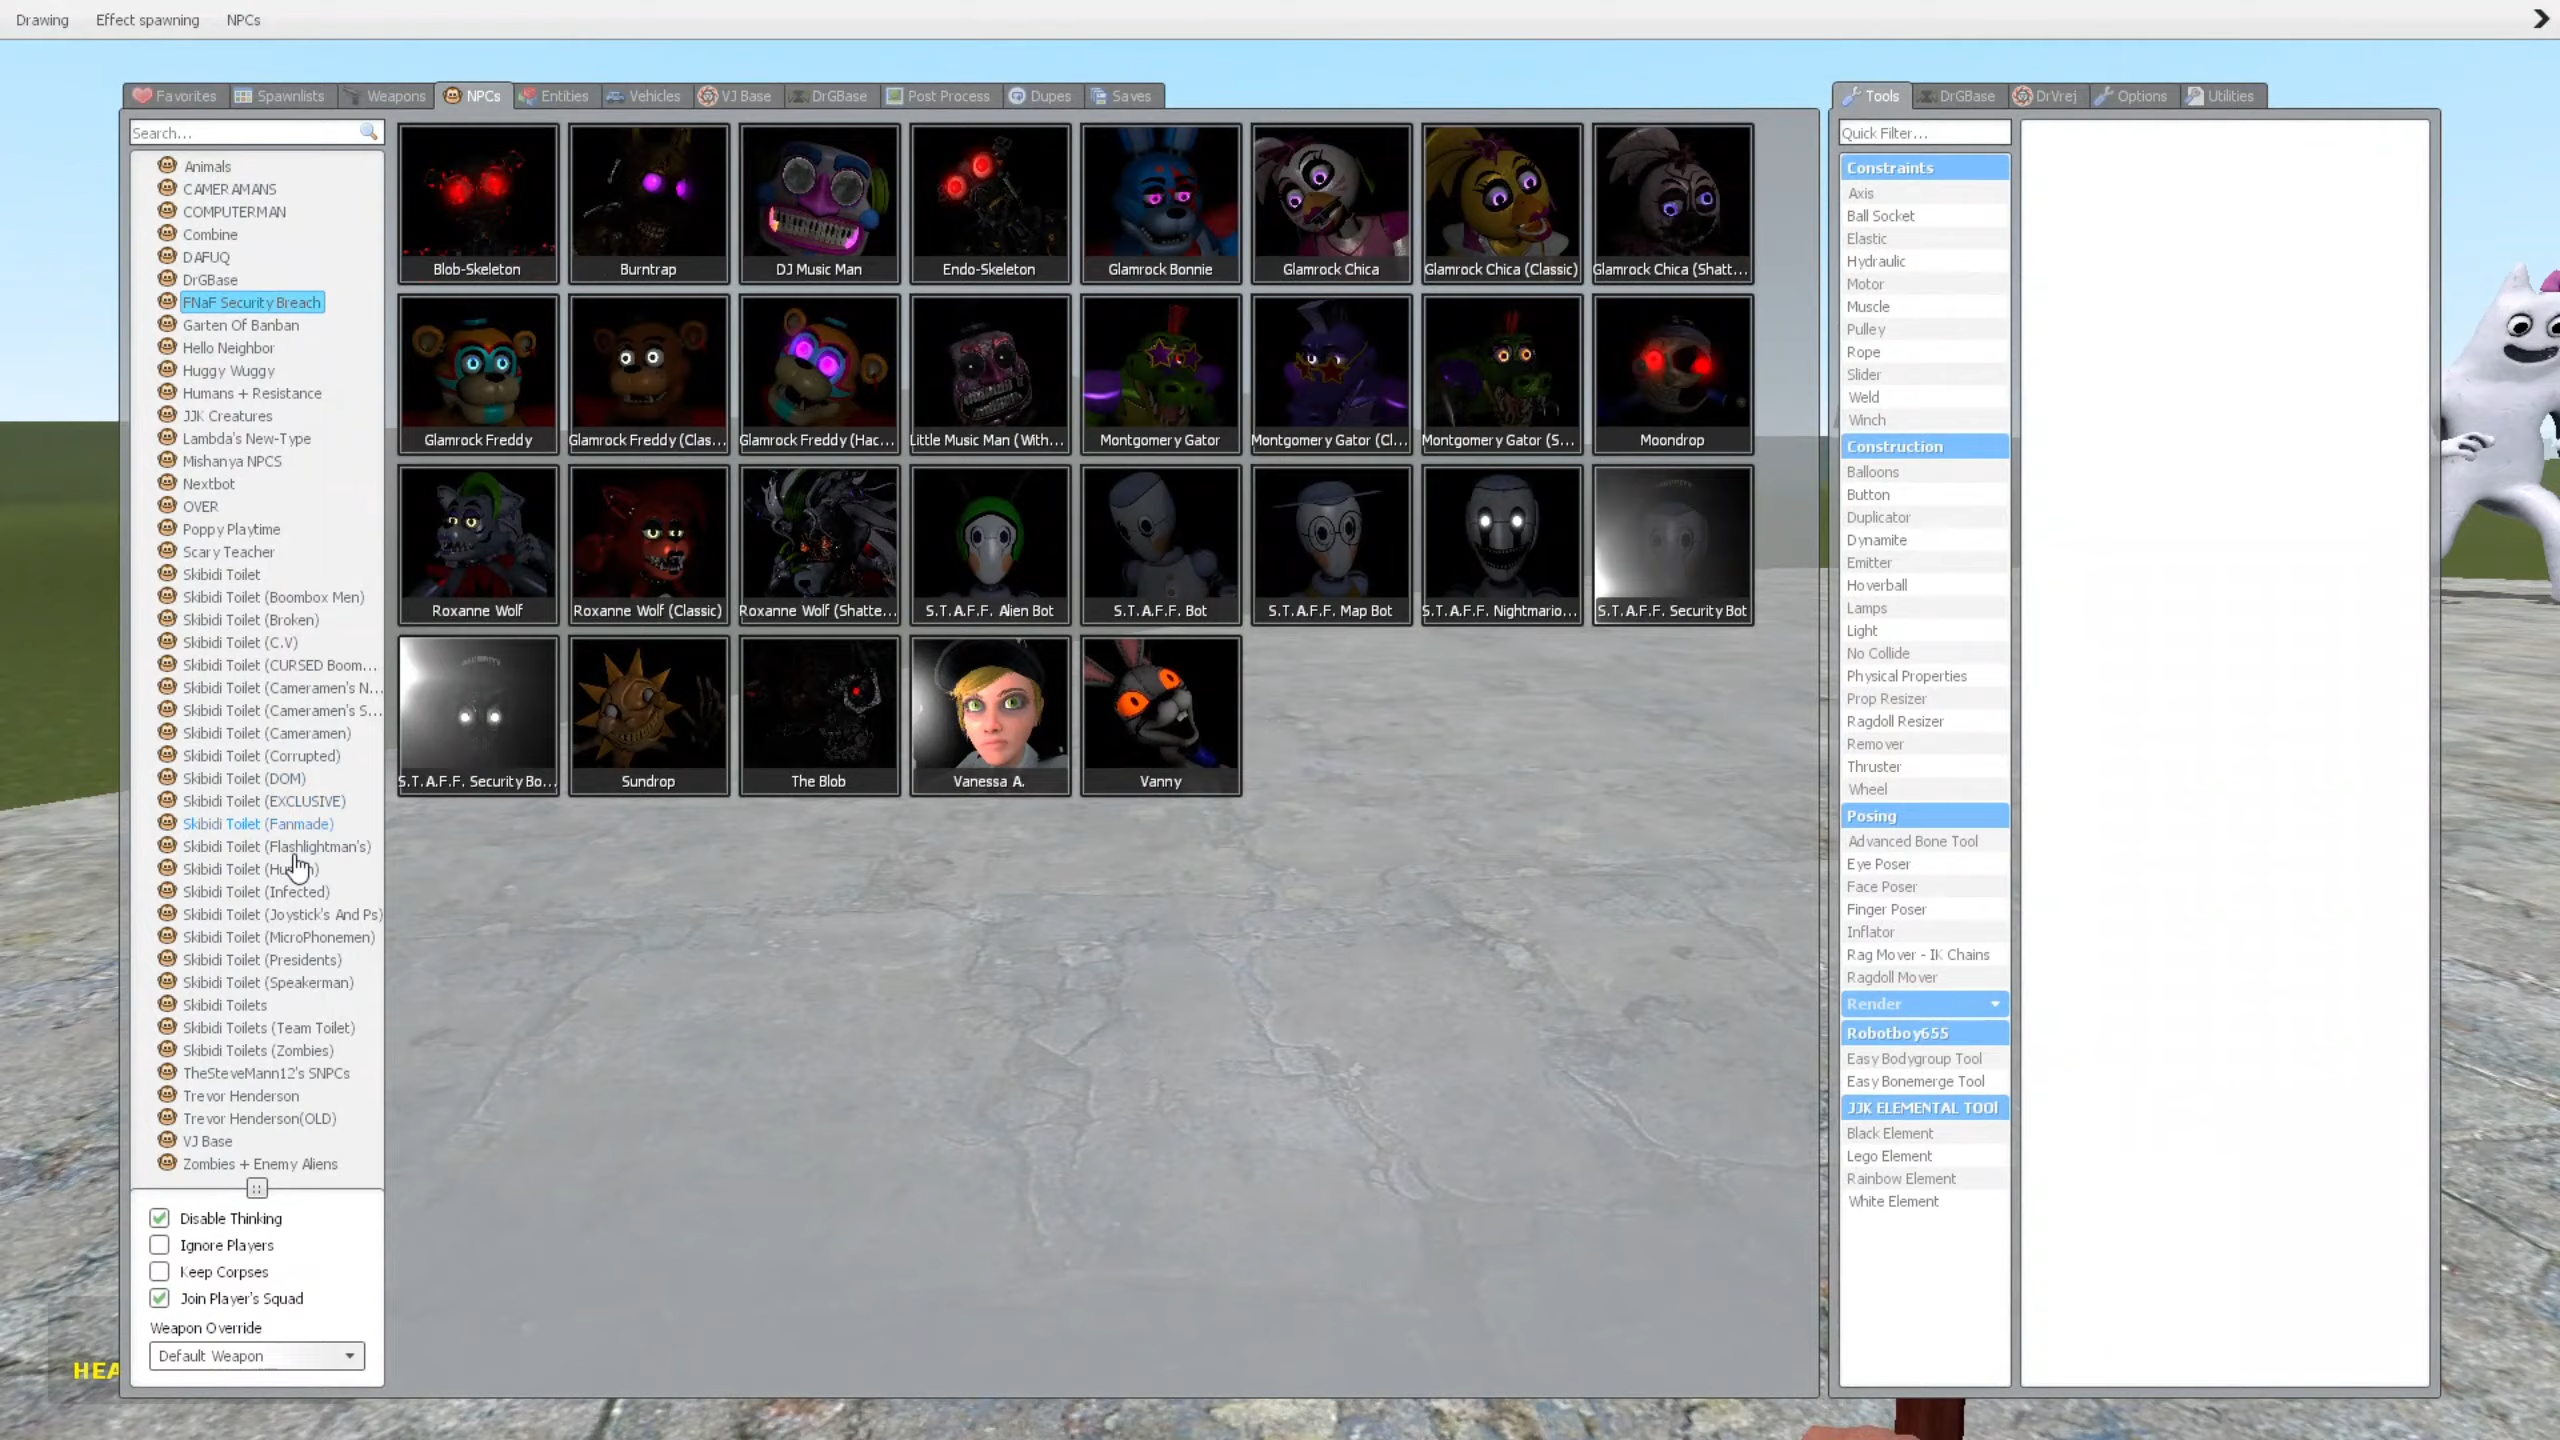 Drawing Effect spawning NPCs
Favorites Spawnlists Weapons NPCs Entities Vehicles VJ Base DrGBase Post Process Dupes Saves
Search...
Animals
CAMERAMANS
COMPUTERMAN
Combine
DAFUQ
DrGBase
FNaF Security Breach
Garten Of Banban
Hello Neighbor
Huggy Wuggy
Humans + Resistance
JJK Creatures
Lambda's New-Type
Mishanya NPCS
Nextbot
OVER
Poppy Playtime
Scary Teacher
Skibidi Toilet
Skibidi Toilet (Boombox Men)
Skibidi Toilet (Broken)
Skibidi Toilet (C.V)
Skibidi Toilet (CURSED Boom...
Skibidi Toilet (Cameramen's N...
Skibidi Toilet (Cameramen's S...
Skibidi Toilet (Cameramen)
Skibidi Toilet (Corrupted)
Skibidi Toilet (DOM)
Skibidi Toilet (EXCLUSIVE)
Skibidi Toilet (Fanmade)
Skibidi Toilet (Flashlightman's)
Skibidi Toilet
Skibidi Toilet (Infected)
Skibidi Toilet (Joystick's And Ps)
Skibidi Toilet (MicroPhonemen)
Skibidi Toilet (Presidents)
Skibidi Toilet (Speakerman)
Skibidi Toilets
Skibidi Toilets (Team Toilet)
Skibidi Toilets (Zombies)
TheSteveMann12's SNPCs
Trevor Henderson
Trevor Henderson(OLD)
VJ Base
Zombies + Enemy Aliens
Disable Thinking
Ignore Players
Keep Corpses
Join Player's Squad
Weapon Override
Default Weapon
HEA
Blob-Skeleton Burntrap DJ Music Man Endo-Skeleton Glamrock Bonnie Glamrock Chica Glamrock Chica (Classic) Glamrock Chica (Shatt...
Glamrock Freddy Glamrock Freddy (Clas... Glamrock Freddy (Hac... Little Music Man (With... Montgomery Gator Montgomery Gator (Cl... Montgomery Gator (S... Moondrop
Roxanne Wolf Roxanne Wolf (Classic) Roxanne Wolf (Shatte... S.T.A.F.F. Alien Bot S.T.A.F.F. Bot S.T.A.F.F. Map Bot S.T.A.F.F. Nightmario... S.T.A.F.F. Security Bot
S.T.A.F.F. Security Bo... Sundrop The Blob Vanessa A. Vanny
Tools DrGBase DrVrej Options Utilities
Quick Filter...
Constraints
Axis
Ball Socket
Elastic
Hydraulic
Motor
Muscle
Pulley
Rope
Slider
Weld
Winch
Construction
Balloons
Button
Duplicator
Dynamite
Emitter
Hoverball
Lamps
Light
No Collide
Physical Properties
Prop Resizer
Ragdoll Resizer
Remover
Thruster
Wheel
Posing
Advanced Bone Tool
Eye Poser
Face Poser
Finger Poser
Inflator
Rag Mover - IK Chains
Ragdoll Mover
Render
Robotboy655
Easy Bodygroup Tool
Easy Bonemerge Tool
JJK ELEMENTAL TOOl
Black Element
Lego Element
Rainbow Element
White Element